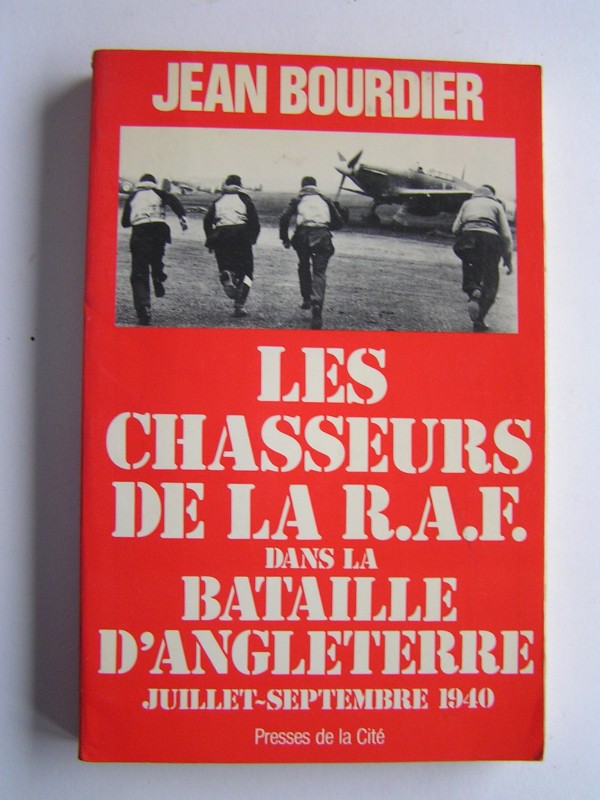 JEAN BOURDIER
LES
CHASSEURS
DE LA R.A.F.
DANS LA
BATAILLE
D'ANGLETERRE
JUILLET~SEPTEMBRE 1940
Presses de la Cité